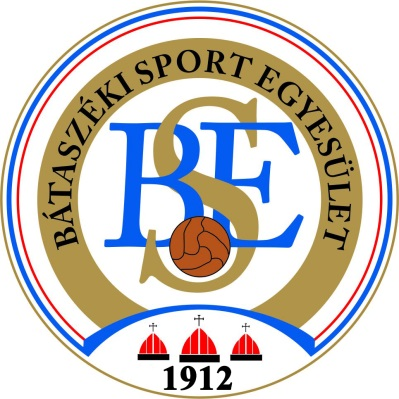 BÁTASZÉKI SPORT EGYESÜLET
BSE
1912